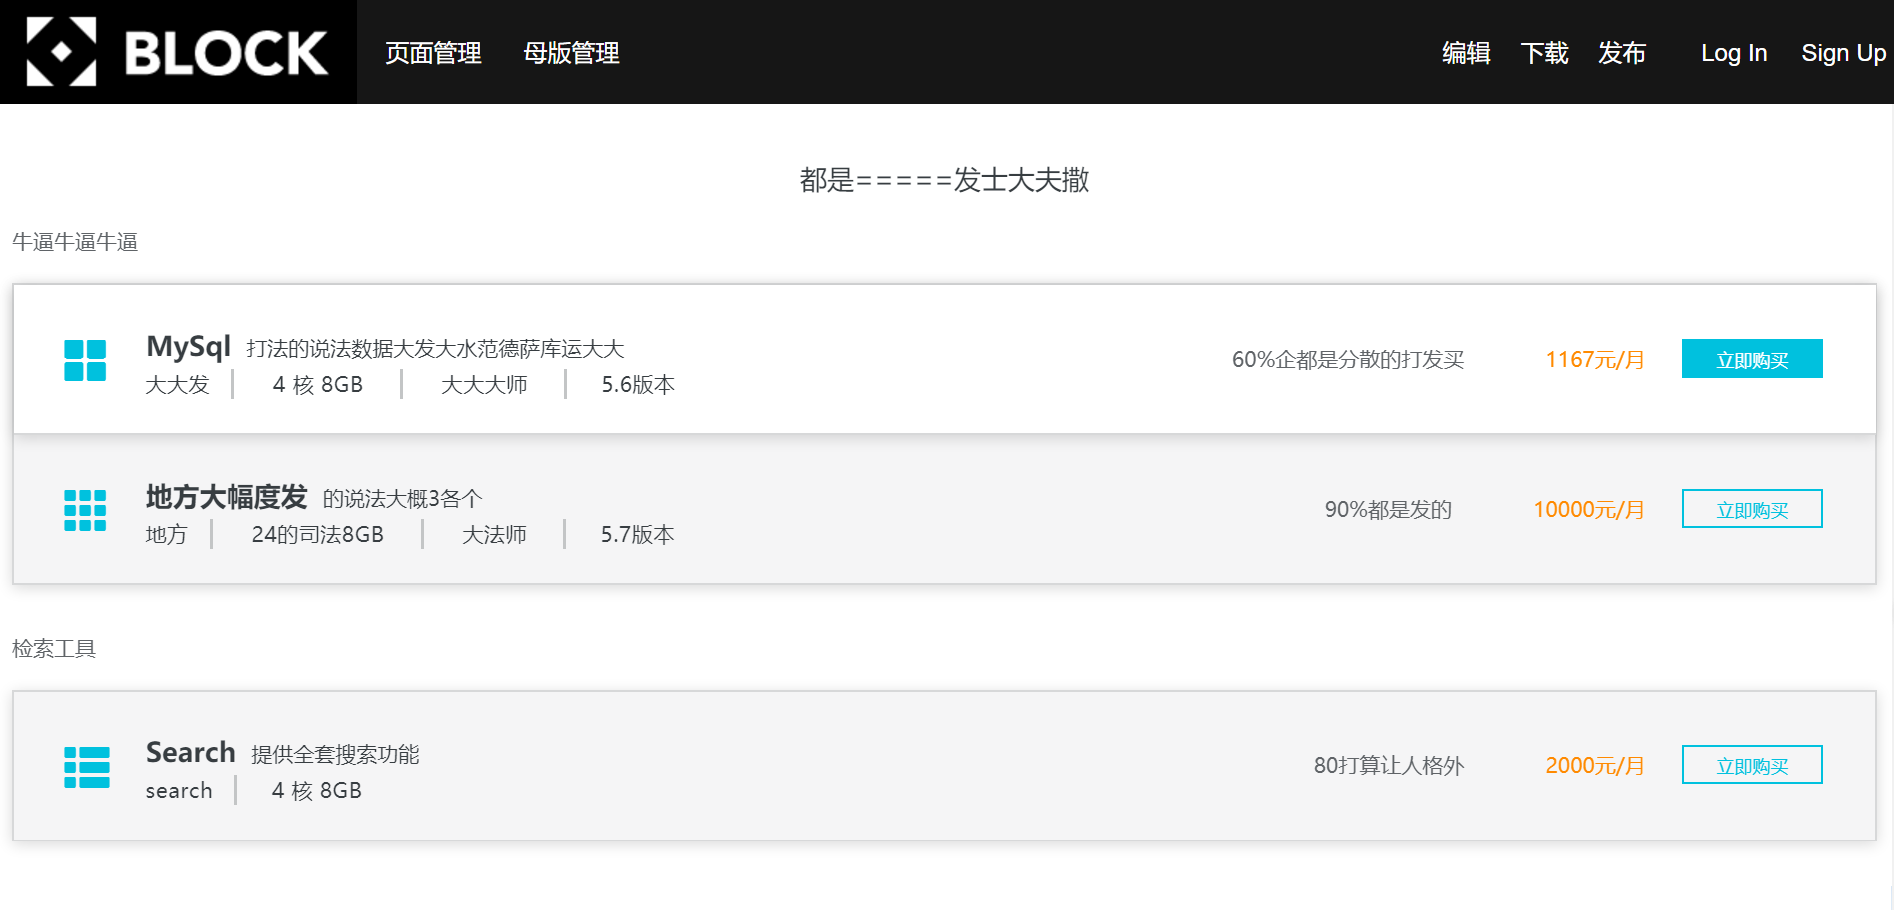 BLOCK 页面管理 母版管理 编辑 下载 发布 Log In Sign Up
都是=====发士大夫撒
牛逼牛逼牛逼
MySql 打法的说法数据大发大水范德萨库运大大
大大发 4 核 8GB 大大大师 5.6版本
60%企都是分散的打发买 1167元/月 立即购买
地方大幅度发 的说法大概3各个
地方 24的司法8GB 大法师 5.7版本
90%都是发的 10000元/月 立即购买
检索工具
Search 提供全套搜索功能
search 4 核 8GB
80打算让人格外 2000元/月 立即购买